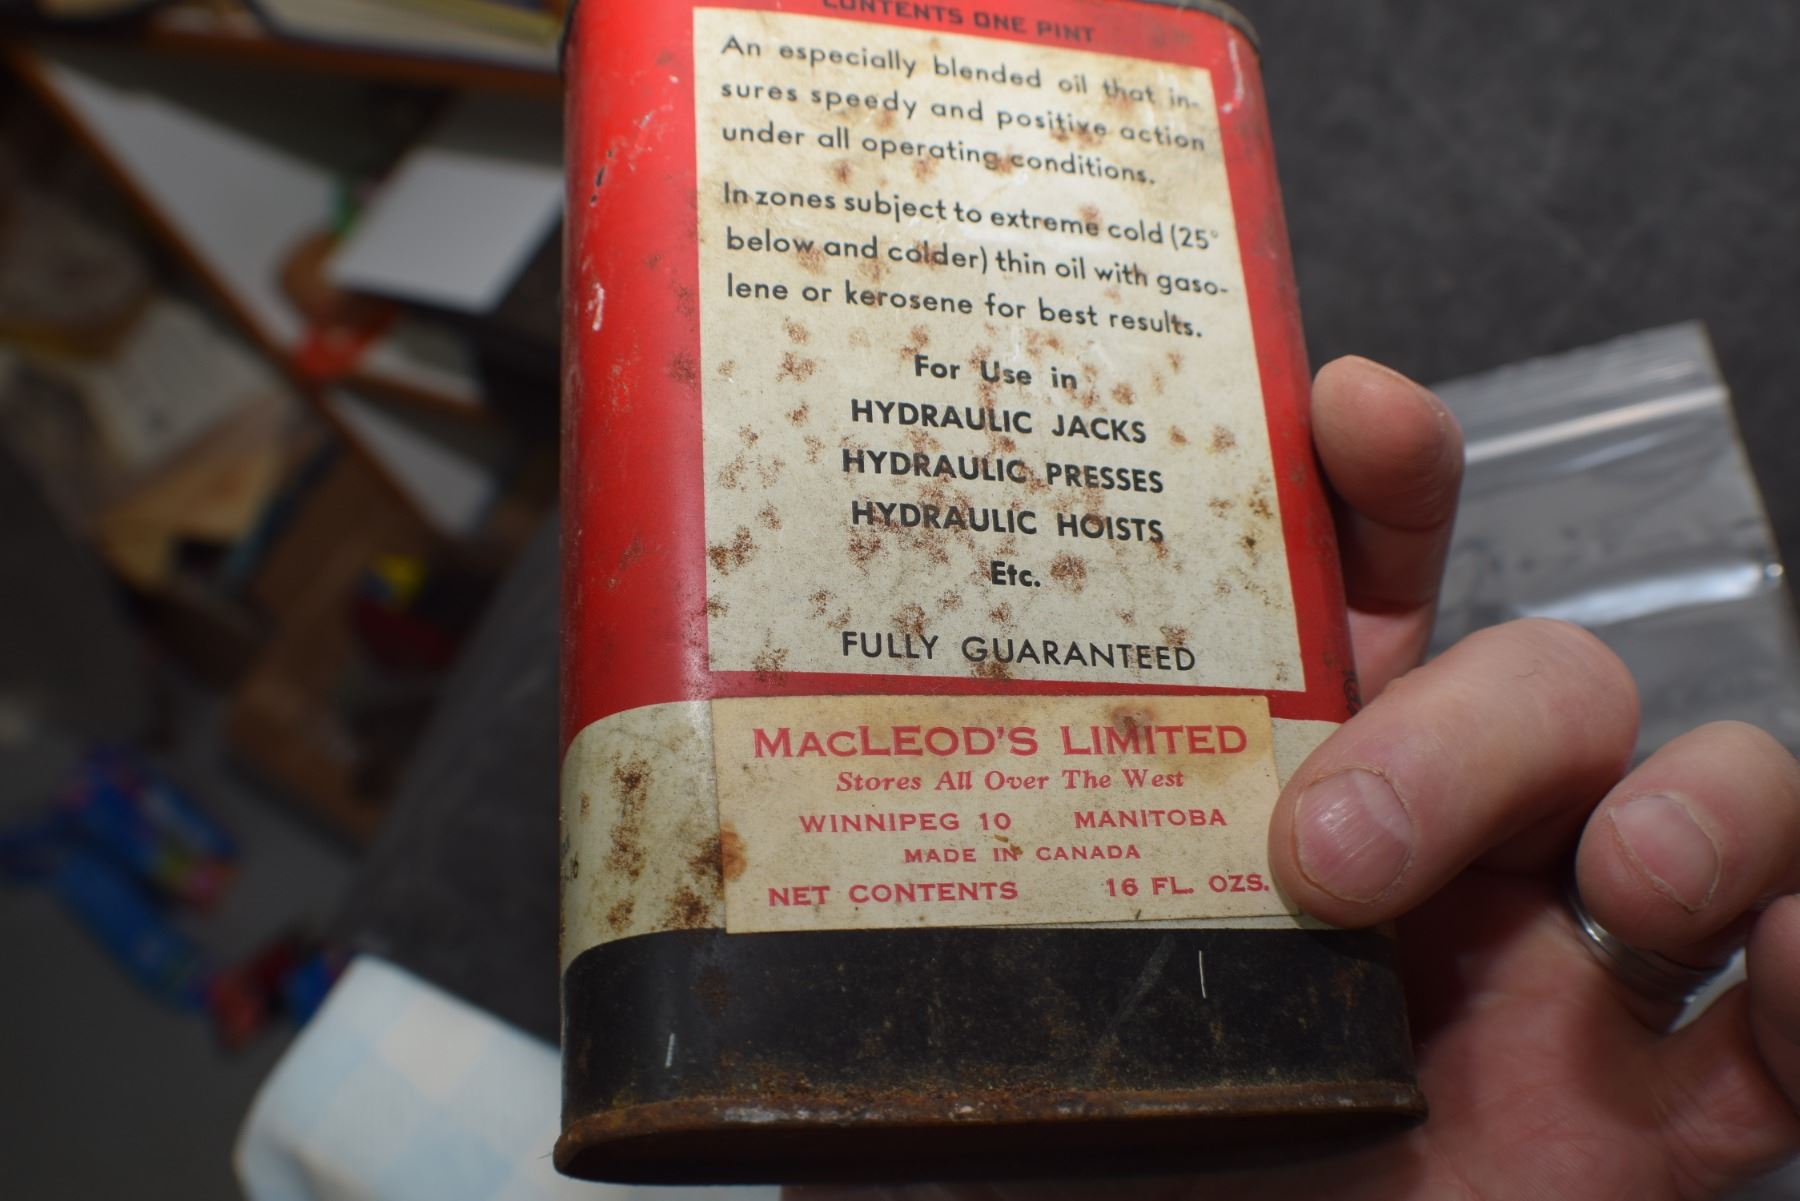 CONTENTS ONE PINT
An especially blended oil that in-
sures speedy and positive action
under all operating conditions.
In zones subject to extreme cold (25°
below and colder) thin oil with gaso-
lene or kerosene for best results.
For Use in
HYDRAULIC JACKS
HYDRAULIC PRESSES
HYDRAULIC HOISTS
Etc.
FULLY GUARANTEED
MACLEOD'S LIMITED
Stores All Over The West
WINNIPEG 10 MANITOBA
MADE IN CANADA
NET CONTENTS 16 FL. OZS.